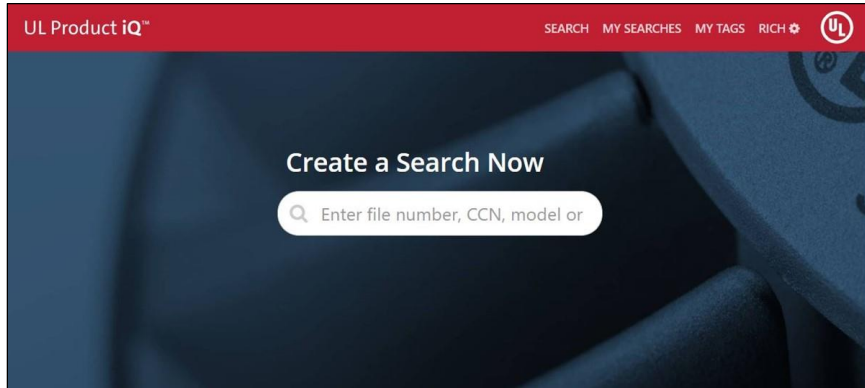 UL Product iQ™
SEARCH MY SEARCHES MY TAGS RICH
UL
®
Create a Search Now
Enter file number, CCN, model or